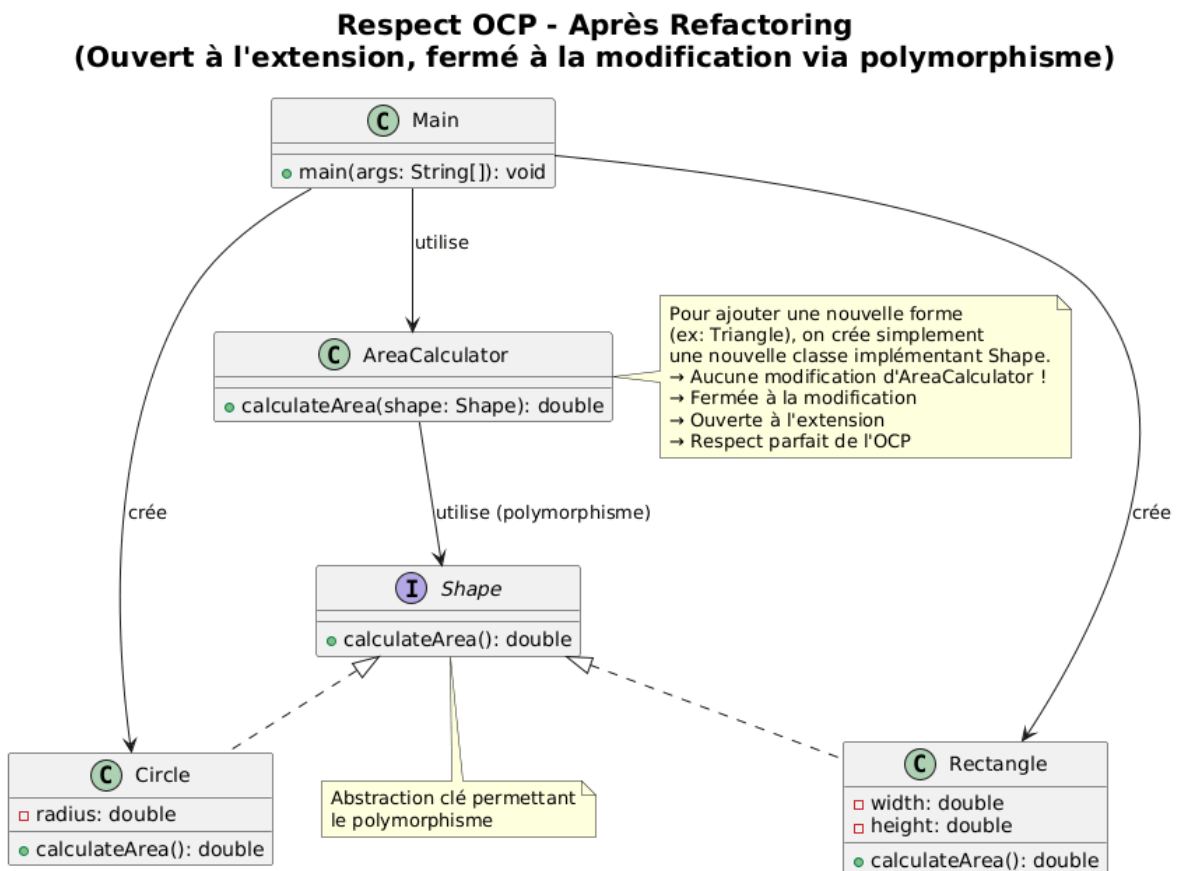 Respect OCP - Après Refactoring
(Ouvert à l'extension, fermé à la modification via polymorphisme)
C Main
main(args: String[]): void
utilise
C AreaCalculator
calculateArea(shape: Shape): double
Pour ajouter une nouvelle forme
(ex: Triangle), on crée simplement
une nouvelle classe implémentant Shape.
→ Aucune modification d'AreaCalculator !
→ Fermée à la modification
→ Ouverte à l'extension
→ Respect parfait de l'OCP
crée
utilise (polymorphisme)
crée
I Shape
calculateArea(): double
C Circle
radius: double
calculateArea(): double
Abstraction clé permettant
le polymorphisme
C Rectangle
width: double
height: double
calculateArea(): double